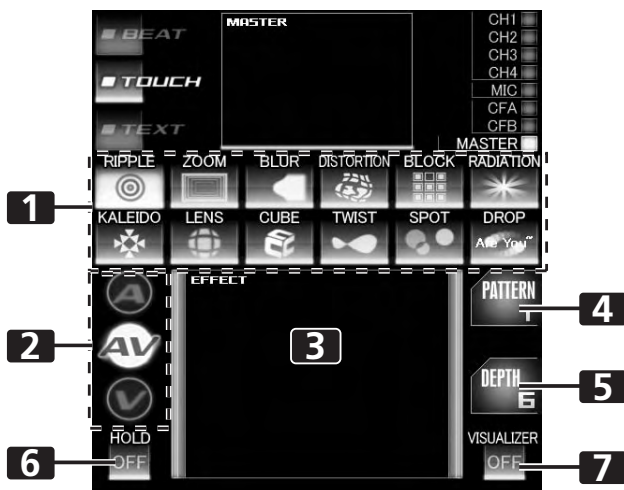 BEAT
TOUCH
TEXT
MASTER
CH1
CH2
CH3
CH4
MIC
CFA
CFB
MASTER
RIPPLE ZOOM BLUR DISTORTION BLOCK RADIATION
KALEIDO LENS CUBE TWIST SPOT DROP
Are You~
1
A
AV
V
2
EFFECT
3
PATTERN
1
4
DEPTH
6
5
HOLD
OFF
6
VISUALIZER
OFF
7